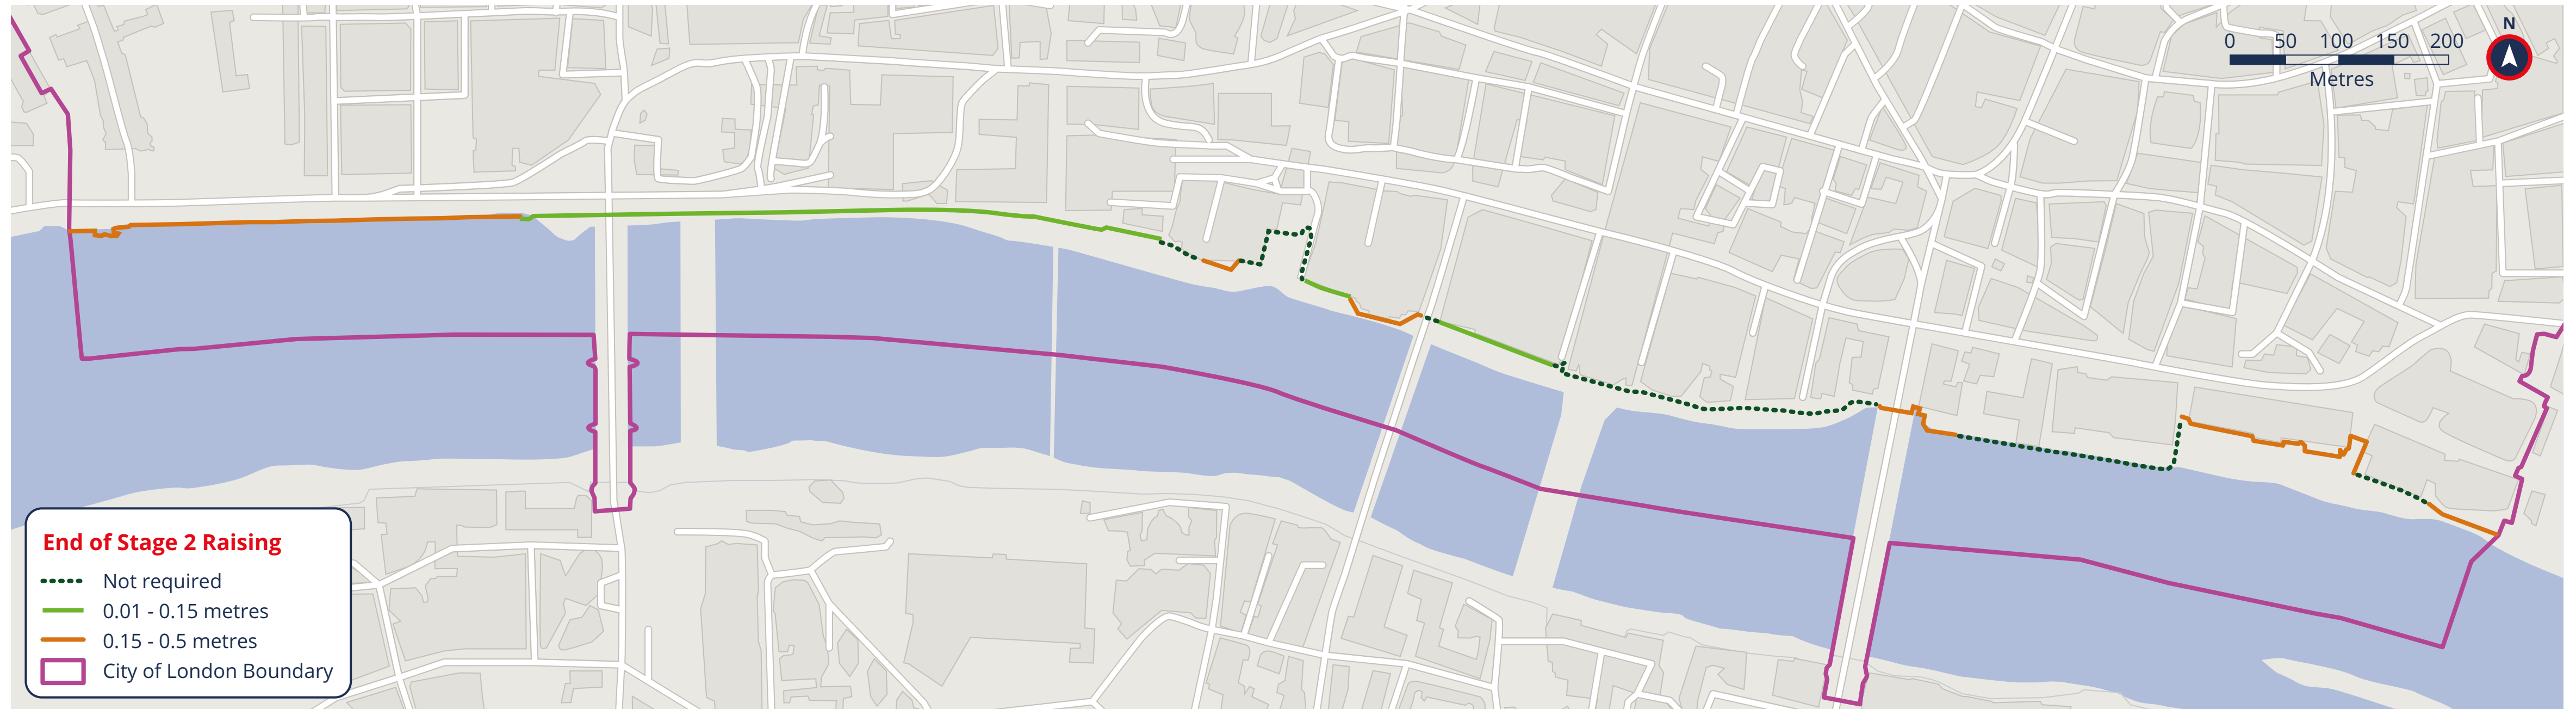 N
0 50 100 150 200
Metres
End of Stage 2 Raising
Not required
0.01 - 0.15 metres
0.15 - 0.5 metres
City of London Boundary